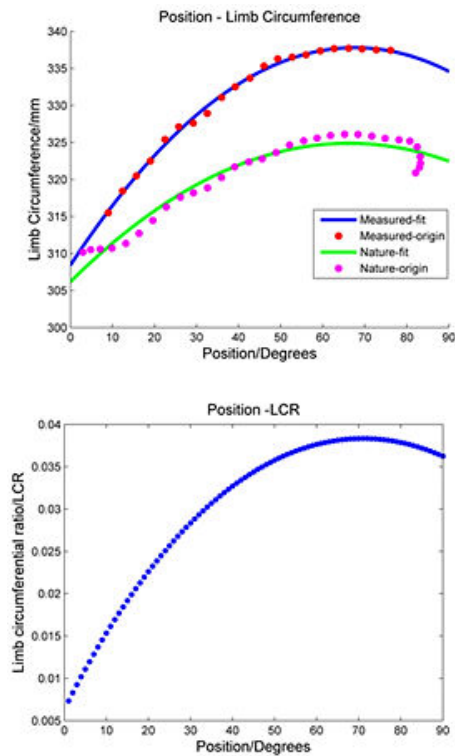 Position - Limb Circumference
340
335
330
325
320
315
310
305
300
Limb Circumference/mm
Measured-fit
Measured-origin
Nature-fit
Nature-origin
0 10 20 30 40 50 60 70 80 90
Position/Degrees
Position -LCR
0.04
0.035
0.03
0.025
0.02
0.015
0.01
0.005
Limb circumferential ratio/LCR
0 10 20 30 40 50 60 70 80 90
Position/Degrees